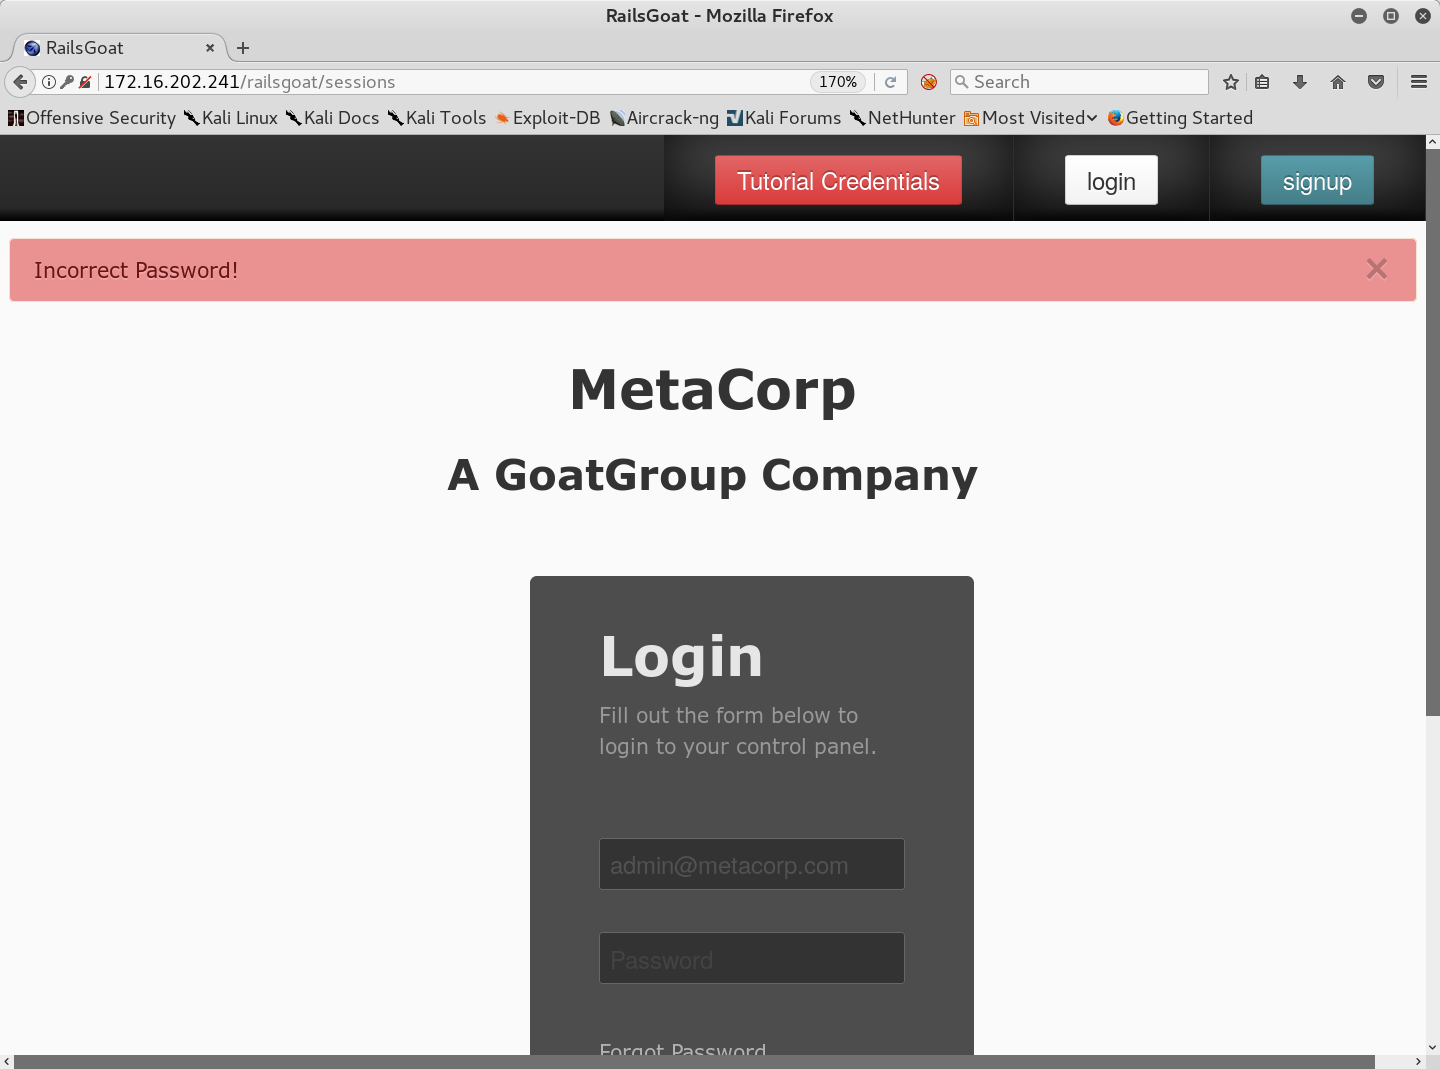 RailsGoat - Mozilla Firefox
RailsGoat
172.16.202.241/railsgoat/sessions 170% Search
Offensive Security Kali Linux Kali Docs Kali Tools Exploit-DB Aircrack-ng Kali Forums NetHunter Most Visited Getting Started
Tutorial Credentials login signup
Incorrect Password!
MetaCorp
A GoatGroup Company
Login
Fill out the form below to
login to your control panel.
admin@metacorp.com
Password
Forgot Password